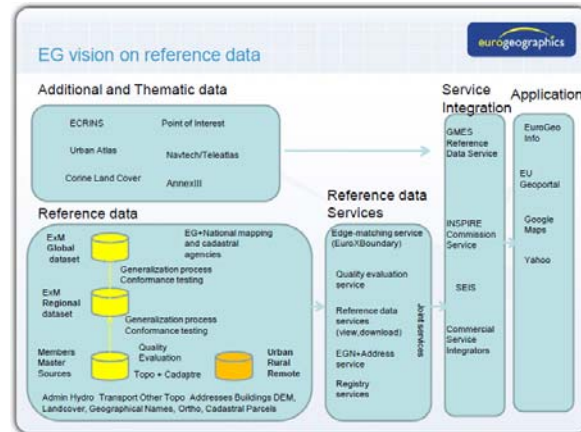 EG vision on reference data
eurogeographics
Additional and Thematic data
ECRINS
Point of Interest
Urban Atlas
Navtech/Teleatlas
Corine Land Cover
AnnexIII
Reference data
ExM
Global
dataset
EG+National mapping
and cadastral
agencies
Generalization process
Conformance testing
ExM
Regional
dataset
Generalization process
Conformance testing
Members
Master
Sources
Quality
Evaluation
Topo + Cadaptre
Urban
Rural
Remote
Admin Hydro Transport Other Topo Addresses Buildings DEM,
Landcover, Geographical Names, Ortho, Cadastral Parcels
Reference data
Services
Edge-matching service
(EuroXBoundary)
Quality evaluation
service
Reference data
services
(view,download)
EGN+Address
service
Registry
services
Joint services
Service
Integration
GMES
Reference
Data Service
INSPIRE
Commission
Service
SEIS
Commercial
Service
Integrators
Application
EuroGeo
Info
EU
Geoportal
Google
Maps
Yahoo